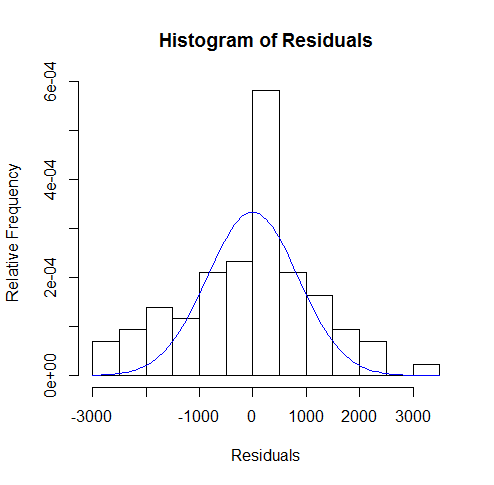 Histogram of Residuals
Relative Frequency
6e-04
4e-04
2e-04
0e+00
-3000 -1000 0 1000 2000 3000
Residuals